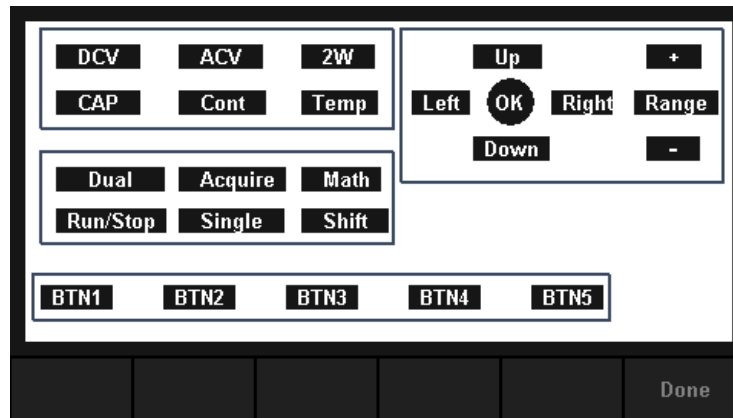 DCV ACV 2W
CAP Cont Temp
Up +
Left OK Right Range
Down -
Dual Acquire Math
Run/Stop Single Shift
BTN1 BTN2 BTN3 BTN4 BTN5
Done